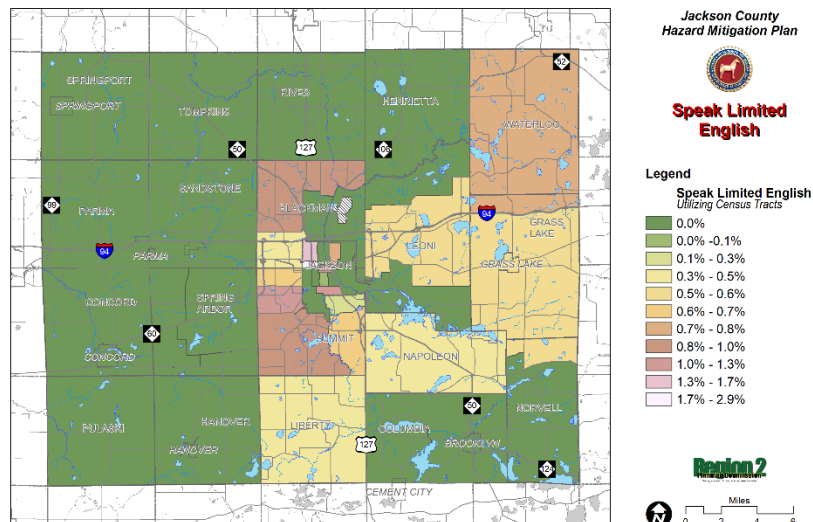 Jackson County
Hazard Mitigation Plan
Speak Limited
English
Legend
Speak Limited English
Utilizing Census Tracts
0.0%
0.0% -0.1%
0.1% - 0.3%
0.3% - 0.5%
0.5% - 0.6%
0.6% - 0.7%
0.7% - 0.8%
0.8% - 1.0%
1.0% - 1.3%
1.3% - 1.7%
1.7% - 2.9%
Region 2
Miles
0
2
4
6
N
52
SPRINGPORT
RIVES
HENRIETTA
SPRINGPORT
TOMPKINS
WATERLOO
50
127
106
SANDSTONE
99
PARMA
BLACKMAN
94
GRASS
LAKE
94
PARMA
LEONI
JACKSON
GRASS LAKE
CONCORD
SPRING
ARBOR
60
SUMMIT
CONCORD
NAPOLEON
50
NORVELL
PULASKI
HANOVER
LIBERTY
COLUMBIA
127
BROOKLYN
HANOVER
124
CEMENT CITY